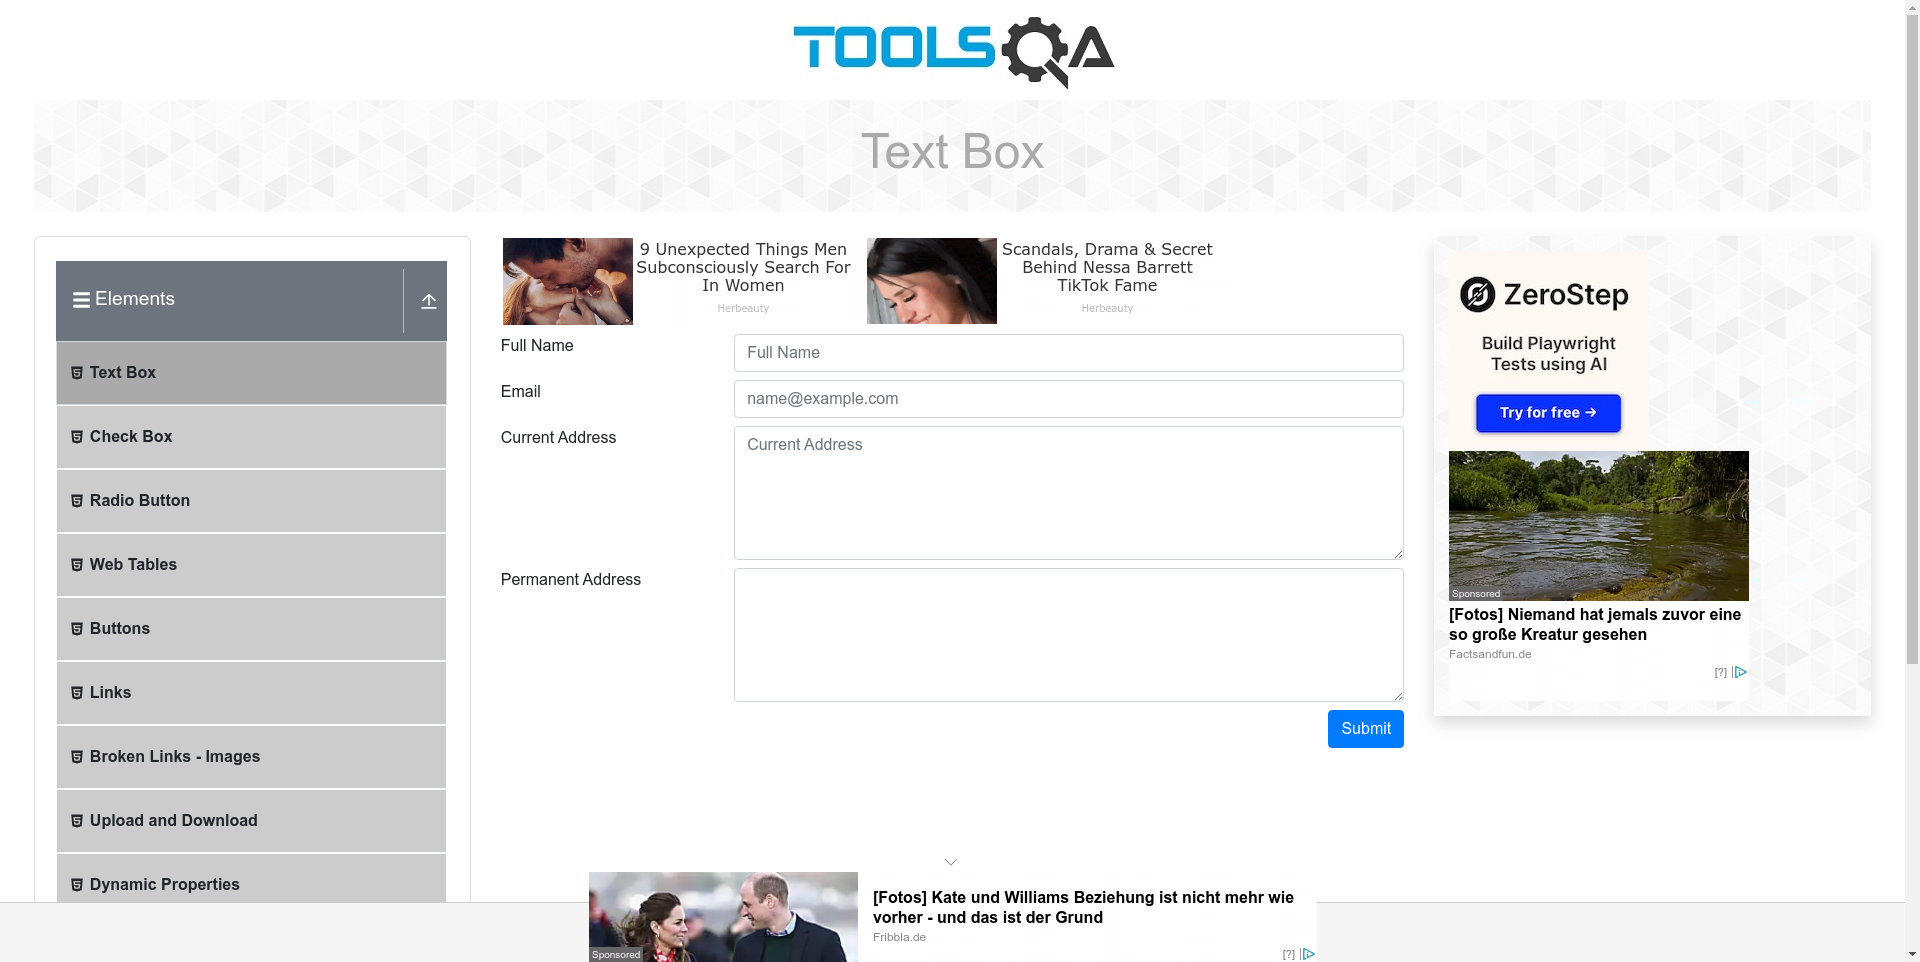 TOOLSQA
Text Box
Elements
Text Box
Check Box
Radio Button
Web Tables
Buttons
Links
Broken Links - Images
Upload and Download
Dynamic Properties
9 Unexpected Things Men
Subconsciously Search For
In Women
Herbeauty
Scandals, Drama & Secret
Behind Nessa Barrett
TikTok Fame
Herbeauty
Full Name
Full Name
Email
name@example.com
Current Address
Current Address
Permanent Address
Submit
ZeroStep
Build Playwright
Tests using AI
Try for free →
Sponsored
[Fotos] Niemand hat jemals zuvor eine
so große Kreatur gesehen
Factsandfun.de
[?]
Sponsored
[Fotos] Kate und Williams Beziehung ist nicht mehr wie
vorher - und das ist der Grund
Fribbla.de
[?]